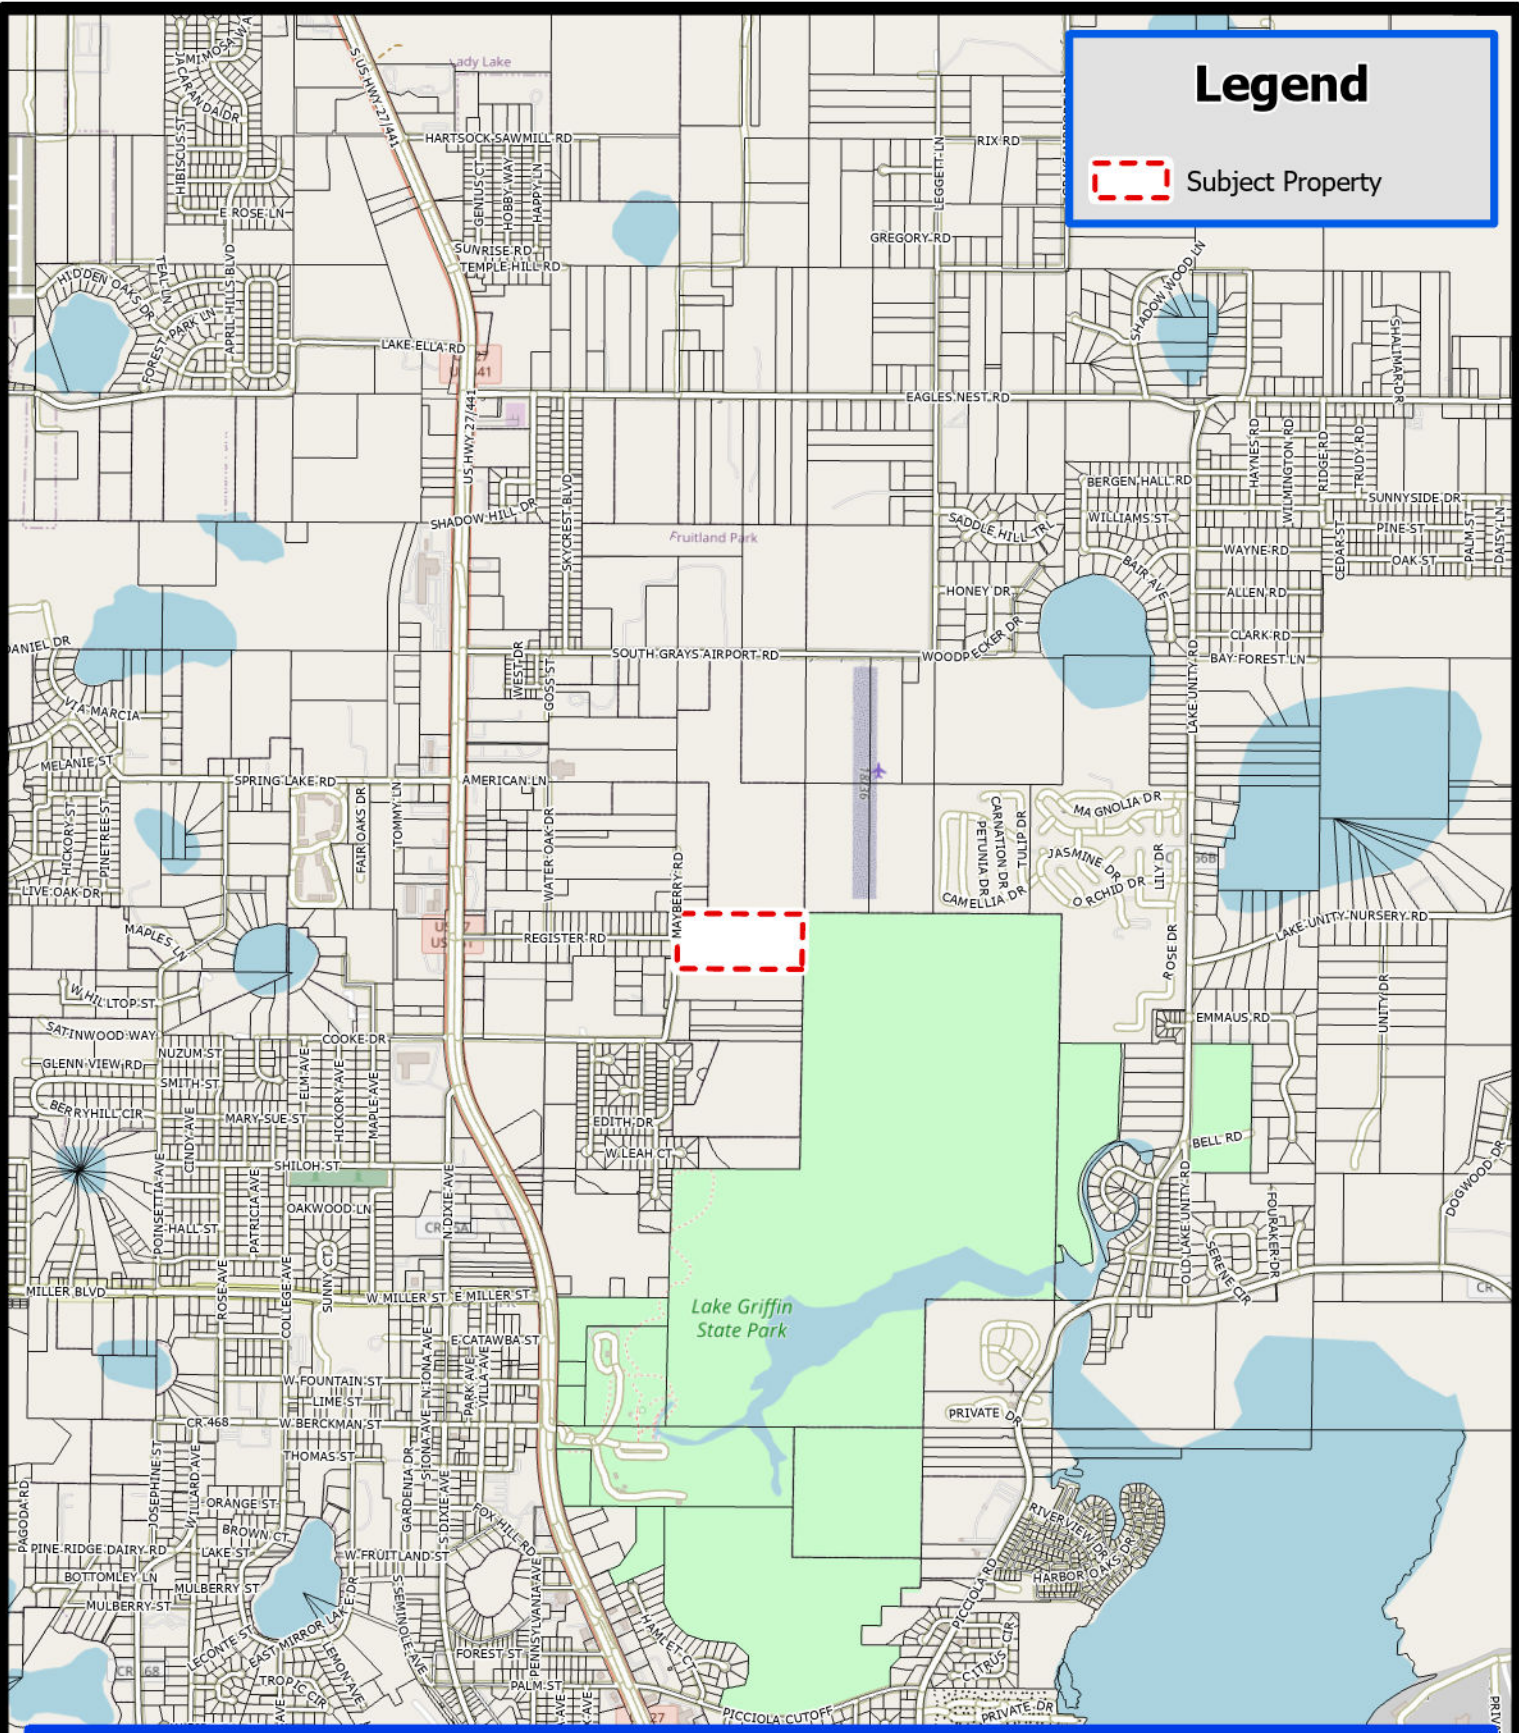 Legend
Subject Property
MIMOSA WA
JACARANDA DR
HIBISCUS ST
E ROSE LN
S US HWY 27/441
Lady Lake
HARTSOCK SAWMILL RD
GENIUS CT
HOBBY WAY
HAPPY LN
SUNRISE RD
TEMPLE HILL RD
LEGGETT LN
RIX RD
GREGORY RD
SHADOW WOOD LN
SHALIMAR DR
HIDDEN OAKS DR
TEAL LN
FOREST PARK LN
APRIL HILLS BLVD
LAKE ELLA RD
US HWY 27/441
EAGLES NEST RD
SHADOW HILL DR
SKYCREST BLVD
Fruitland Park
SADDLE HILL TRL
BERGEN HALL RD
WILLIAMS ST
BAIR AVE
HAYNES RD
WILMINGTON RD
RIDGE RD
TRUDY RD
SUNNYSIDE DR
PINE ST
OAK ST
PALM ST
DAISY LN
CEDAR ST
WAYNE RD
ALLEN RD
CLARK RD
BAY FOREST LN
HONEY DR
WOODPECKER DR
SOUTH GRAYS AIRPORT RD
WEST DR
GOSS ST
LAKE UNITY RD
DANIEL DR
VIA MARCIA
MELANIE ST
SPRING LAKE RD
AMERICAN LN
HICKORY ST
PINETREE ST
FAIR OAKS DR
TOMMY LN
WATER OAK DR
LIVE OAK DR
18/36
MAGNOLIA DR
CARNATION DR
PETUNIA DR
TULIP DR
JASMINE DR
ORCHID DR
LILY DR
CAMELLIA DR
MAYBERRY RD
REGISTER RD
MAPLES LN
ROSE DR
LAKE UNITY NURSERY RD
W HILLTOP ST
SATINWOOD WAY
COOKE DR
NUZUM ST
GLENN VIEW RD
SMITH ST
BERRYHILL CIR
ELM AVE
HICKORY AVE
MAPLE AVE
MARY SUE ST
CINDY AVE
EMMAUS RD
UNITY DR
EDITH DR
W LEAH CT
BELL RD
DOGWOOD DR
SHILOH ST
POINSETTIA AVE
PATRICIA AVE
OAKWOOD LN
HALL ST
N DIXIE AVE
OLD LAKE UNITY RD
SERENE CIR
FOURAKER DR
MILLER BLVD
ROSE AVE
COLLEGE AVE
SUNNY CT
W MILLER ST
E MILLER ST
Lake Griffin
State Park
E CATAWBA ST
N IONA AVE
PARK AVE
VILLA AVE
W FOUNTAIN ST
LIME ST
CR 468
W BERCKMAN ST
PRIVATE DR
THOMAS ST
JOSEPHINE ST
WILLARD AVE
GARDENIA DR
S IONA AVE
S DIXIE AVE
PAGODA RD
ORANGE ST
BROWN CT
FOX HILL RD
PINE RIDGE DAIRY RD
LAKE ST
W FRUITLAND ST
BOTTOMLEY LN
MULBERRY ST
MULBERRY ST
RIVERVIEW DR
HARBOR OAKS DR
PICCIOLA RD
LECONTE ST
EAST MIRROR LAKE DR
LEMON AVE
S SEMINOLE AVE
PENNSYLVANIA AVE
FOREST ST
HAMLET CT
CITRUS CIR
TROPIC CIR
PALM ST
PICCIOLA CUTOFF
PRIVATE DR